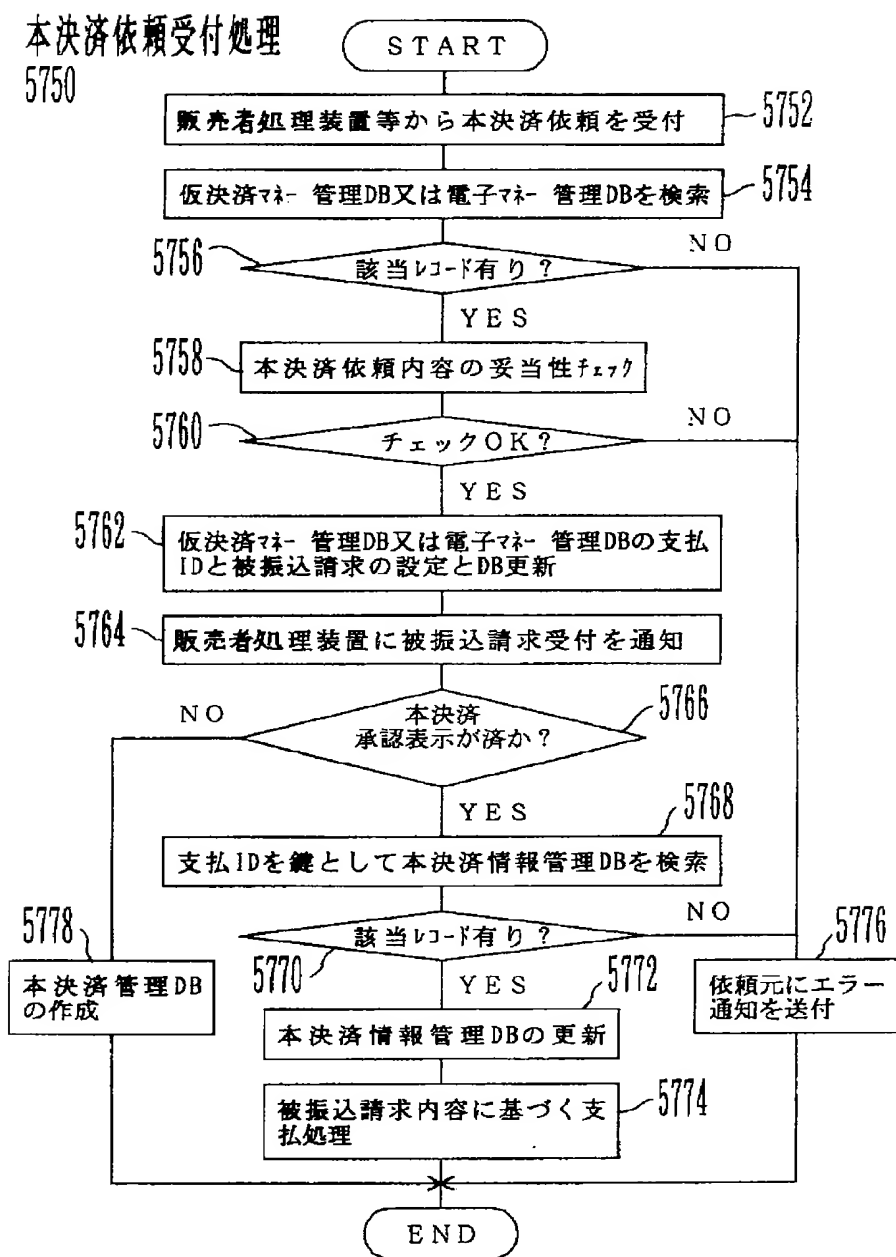 本決済依頼受付処理
5750
START
販売者処理装置等から本決済依頼を受付
5752
仮決済ﾏﾈｰ管理DB又は電子ﾏﾈｰ管理DBを検索
5754
5756
該当ﾚｺｰﾄﾞ有り?
NO
YES
5758
本決済依頼内容の妥当性ﾁｪｯｸ
5760
チェックOK?
NO
YES
5762
仮決済ﾏﾈｰ管理DB又は電子ﾏﾈｰ管理DBの支払
IDと被振込請求の設定とDB更新
5764
販売者処理装置に被振込請求受付を通知
NO
本決済
承認表示が済か?
5766
YES
5768
支払IDを鍵として本決済情報管理DBを検索
5778
該当ﾚｺｰﾄﾞ有り?
NO
5776
5770
YES
5772
本決済管理DB
の作成
本決済情報管理DBの更新
依頼元にエラー
通知を送付
被振込請求内容に基づく支
払処理
5774
END